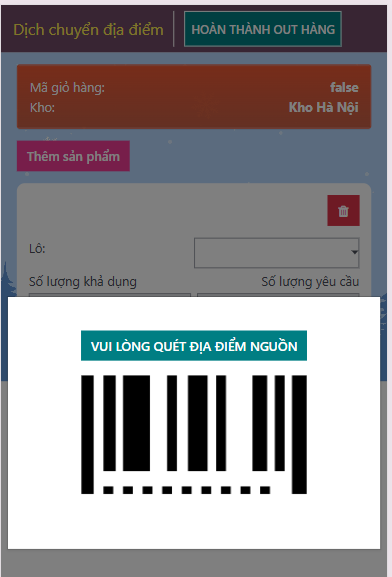 Dịch chuyển địa điểm
HOÀN THÀNH OUT HÀNG
Mã giỏ hàng: false
Kho: Kho Hà Nội
Thêm sản phẩm
Lô:
Số lượng khả dụng Số lượng yêu cầu
VUI LÒNG QUÉT ĐỊA ĐIỂM NGUỒN